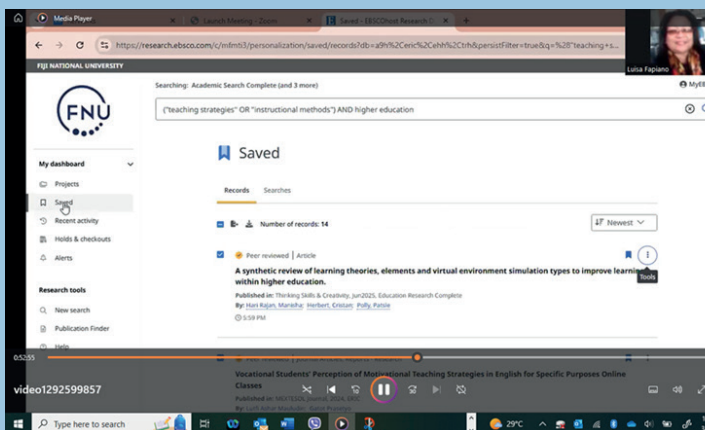 Media Player
Launch Meeting - Zoom
Saved – EBSCOhost Research D
https://research.ebsco.com/c/mlmti3/personalization/saved/records?db=a9h%2Ceric%2Cehh%2Ctrh&persistFilter=true&q=%28"teaching+s...
Luisa Fapiano
FIJI NATIONAL UNIVERSITY
Searching: Academic Search Complete (and 3 more)
("teaching strategies" OR "instructional methods") AND higher education
FNU
My dashboard
Projects
Saved
Recent activity
Holds & checkouts
Alerts
Research tools
New search
Publication Finder
Help
Saved
Records Searches
Number of records: 14
Newest
Peer reviewed | Article
Tools
A synthetic review of learning theories, elements and virtual environment simulation types to improve learning
within higher education.
Published in: Thinking Skills & Creativity, Jun2025, Education Research Complete
By: Hari Rajan, Manisha; Herbert, Cristan; Polly, Patsie
5:59 PM
0:52:55
Vocational Students' Perception of Motivational Teaching Strategies in English for Specific Purposes Online
Classes
video1292599857
Type here to search
29°C